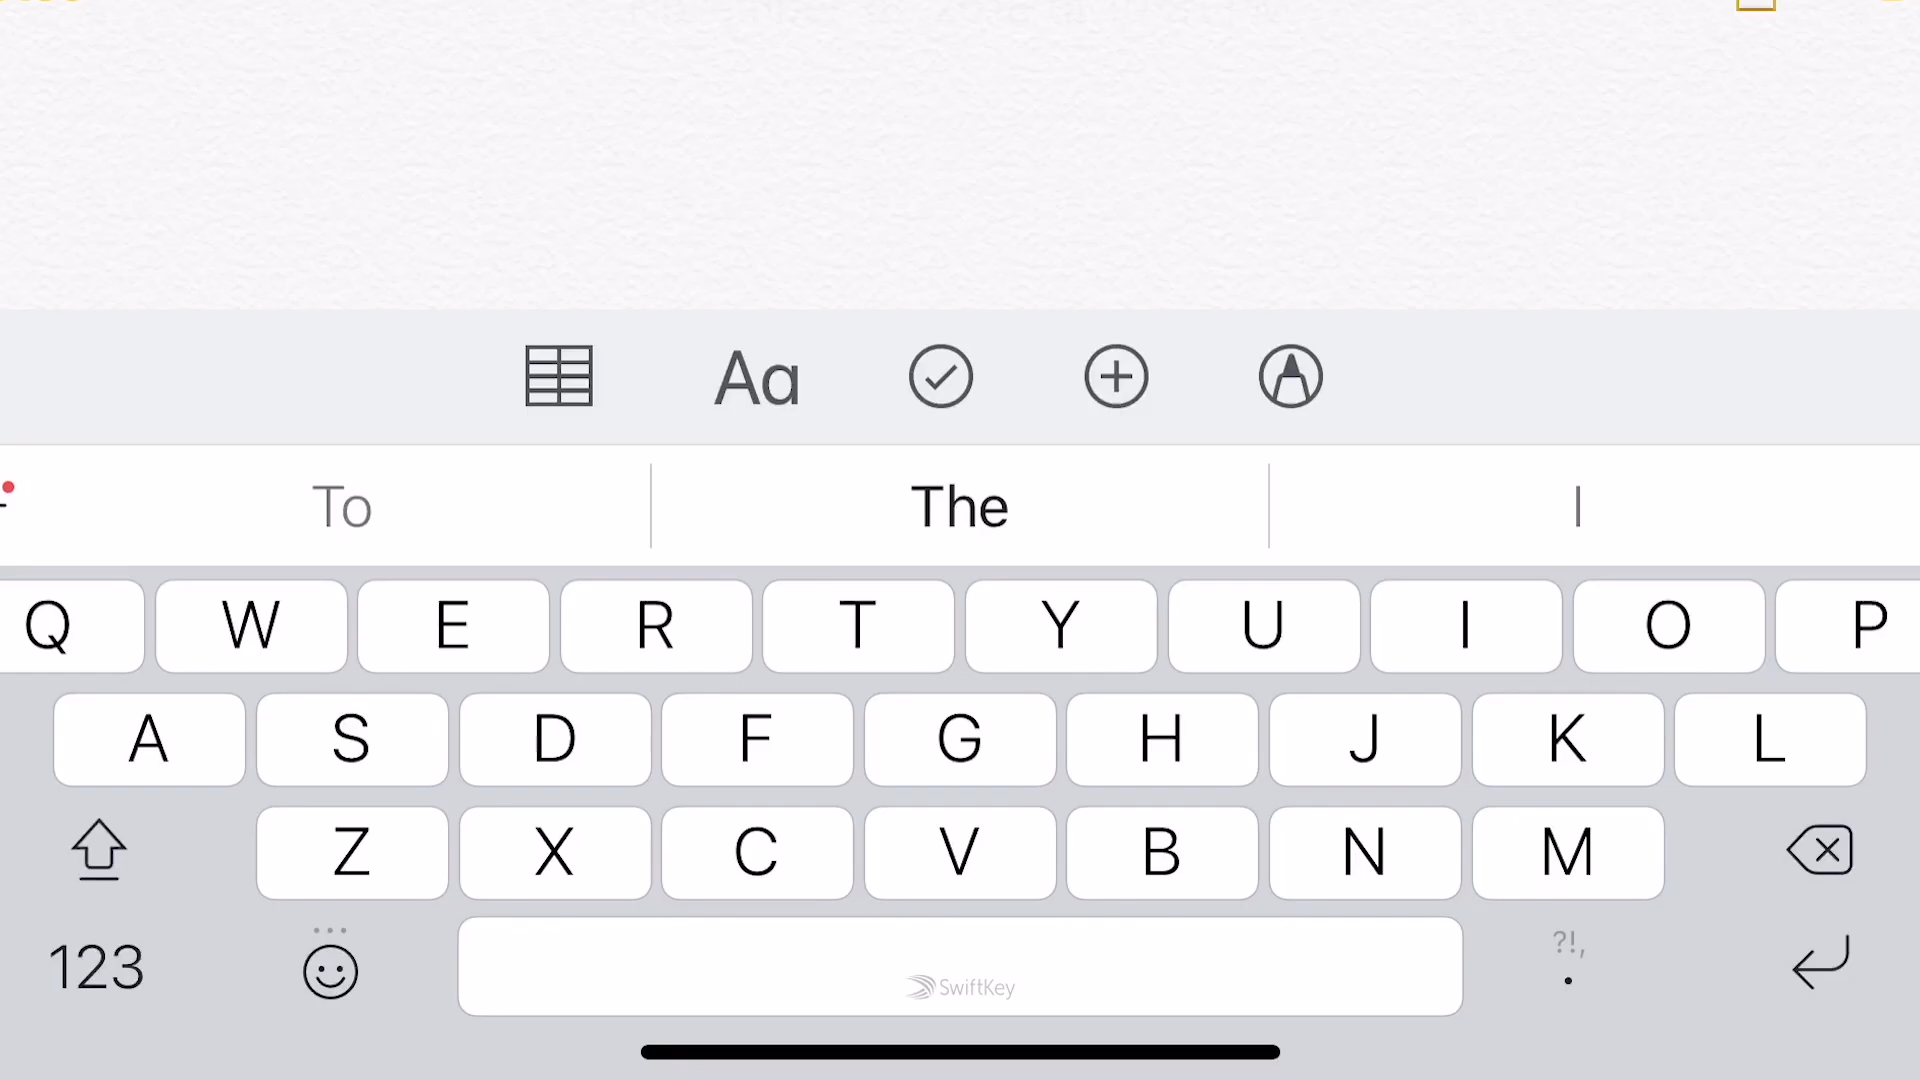 Aa
To The I
Q W E R T Y U I O P
A S D F G H J K L
Z X C V B N M
?!,
123 SwiftKey .